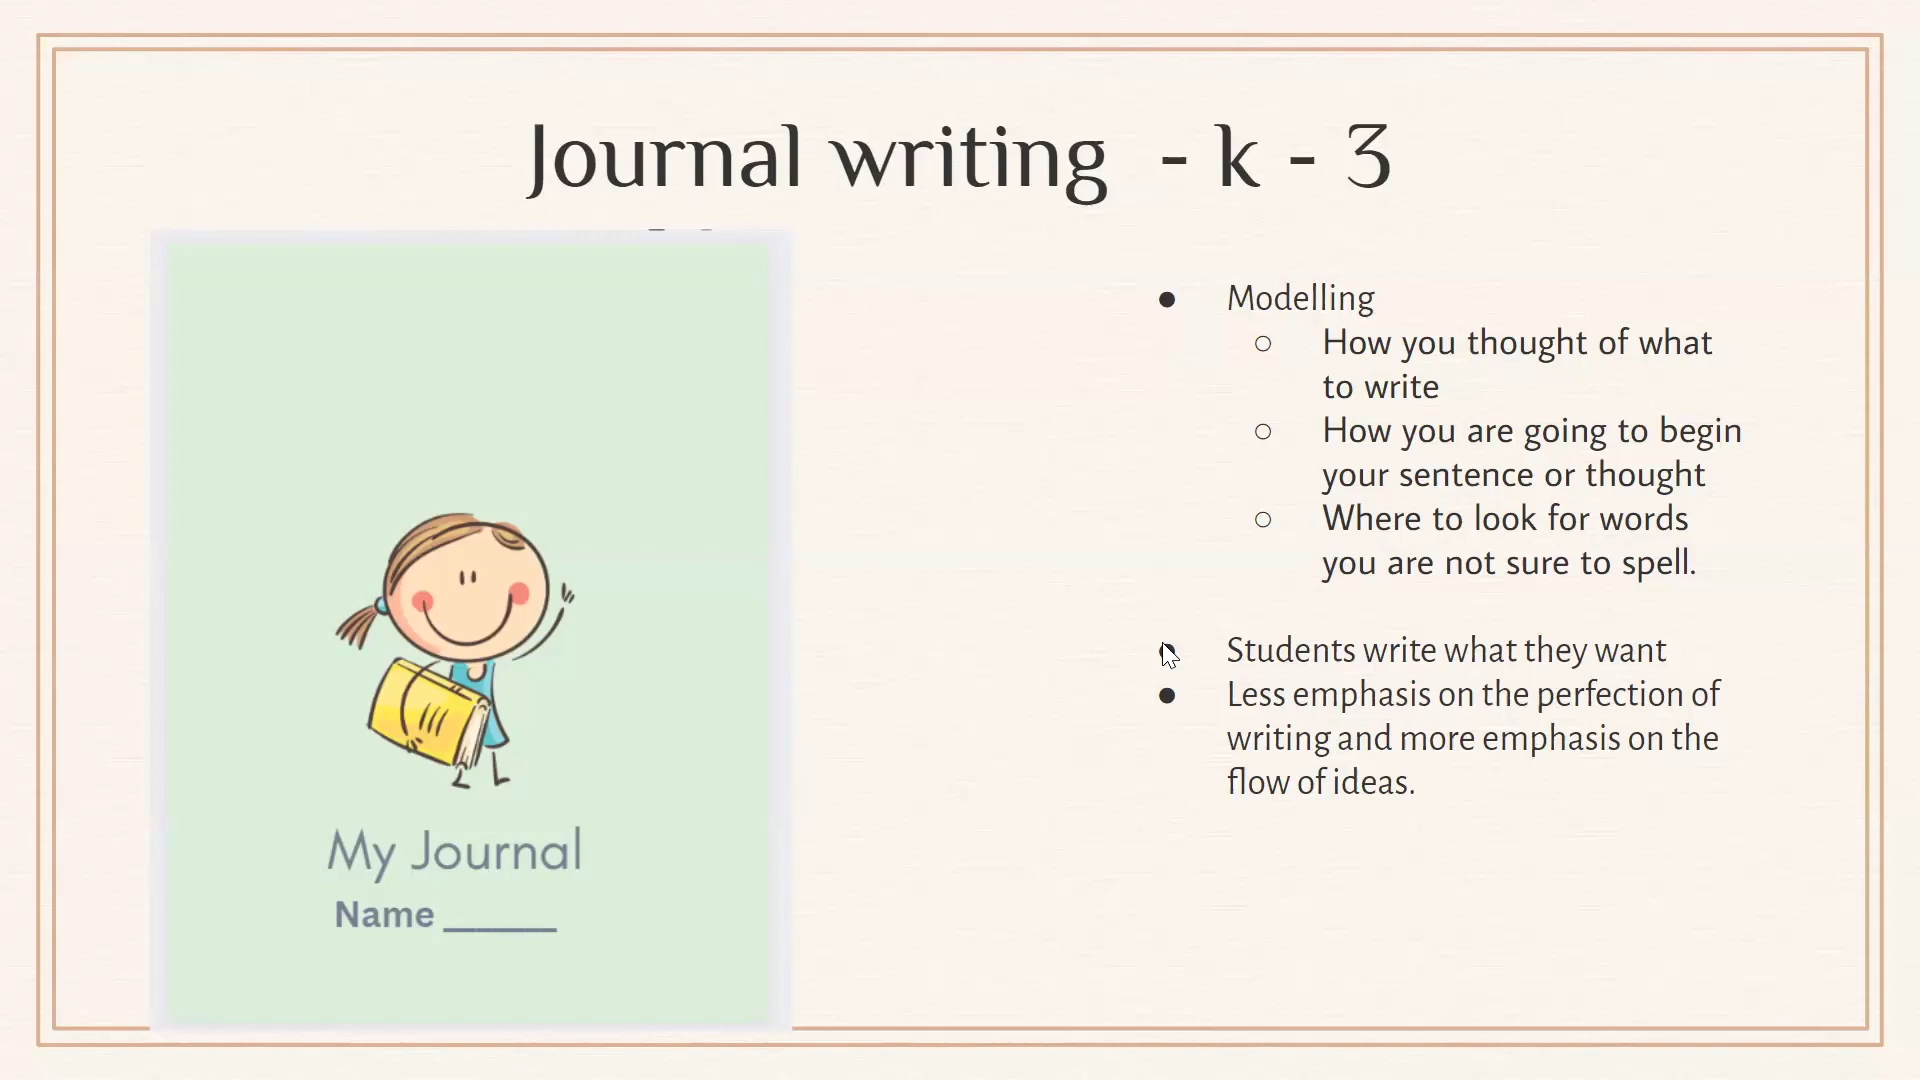 Journal writing - k - 3
My Journal
Name ______
● Modelling
○ How you thought of what
to write
○ How you are going to begin
your sentence or thought
○ Where to look for words
you are not sure to spell.
● Students write what they want
● Less emphasis on the perfection of
writing and more emphasis on the
flow of ideas.